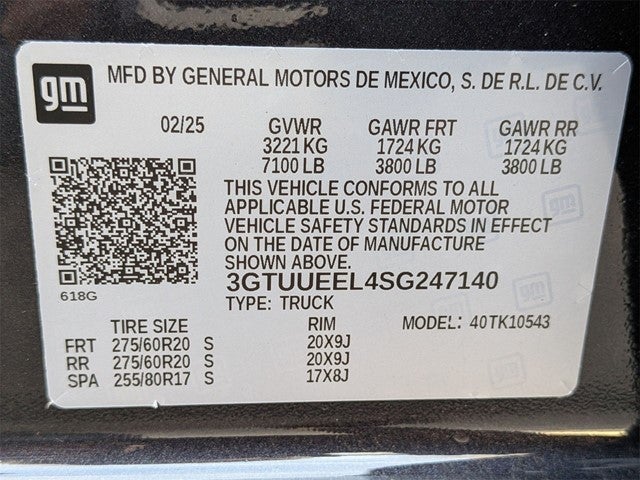 gm
MFD BY GENERAL MOTORS DE MEXICO, S. DE R.L. DE C.V.
02/25 GVWR GAWR FRT GAWR RR
3221 KG 1724 KG 1724 KG
7100 LB 3800 LB 3800 LB
THIS VEHICLE CONFORMS TO ALL
APPLICABLE U.S. FEDERAL MOTOR
VEHICLE SAFETY STANDARDS IN EFFECT
ON THE DATE OF MANUFACTURE
SHOWN ABOVE.
3GTUUEEL4SG247140
618G
TYPE: TRUCK
TIRE SIZE RIM MODEL: 40TK10543
FRT 275/60R20 S 20X9J
RR 275/60R20 S 20X9J
SPA 255/80R17 S 17X8J